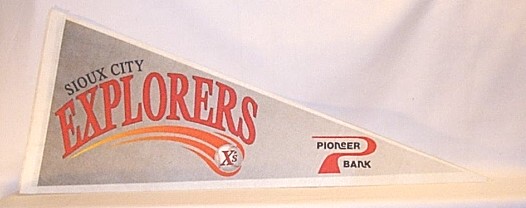 SIOUX CITY
EXPLORERS
X's
PIONEER
BANK